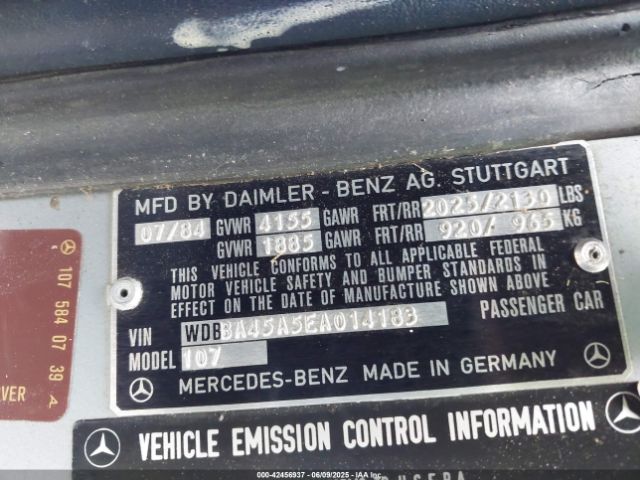 MFD BY DAIMLER - BENZ AG. STUTTGART
07/84 GVWR 4155 GAWR FRT/RR 2025/2130 LBS
GVWR 1885 GAWR FRT/RR 920/ 965 KG
THIS VEHICLE CONFORMS TO ALL APPLICABLE FEDERAL
MOTOR VEHICLE SAFETY AND BUMPER STANDARDS IN
EFFECT ON THE DATE OF MANUFACTURE SHOWN ABOVE
VIN WDBBA45A5EA014183 PASSENGER CAR
MODEL 107
MERCEDES-BENZ MADE IN GERMANY
107 584 07 39 A
VER
VEHICLE EMISSION CONTROL INFORMATION
000-42456937 - 06/09/2025 - IAA Inc.